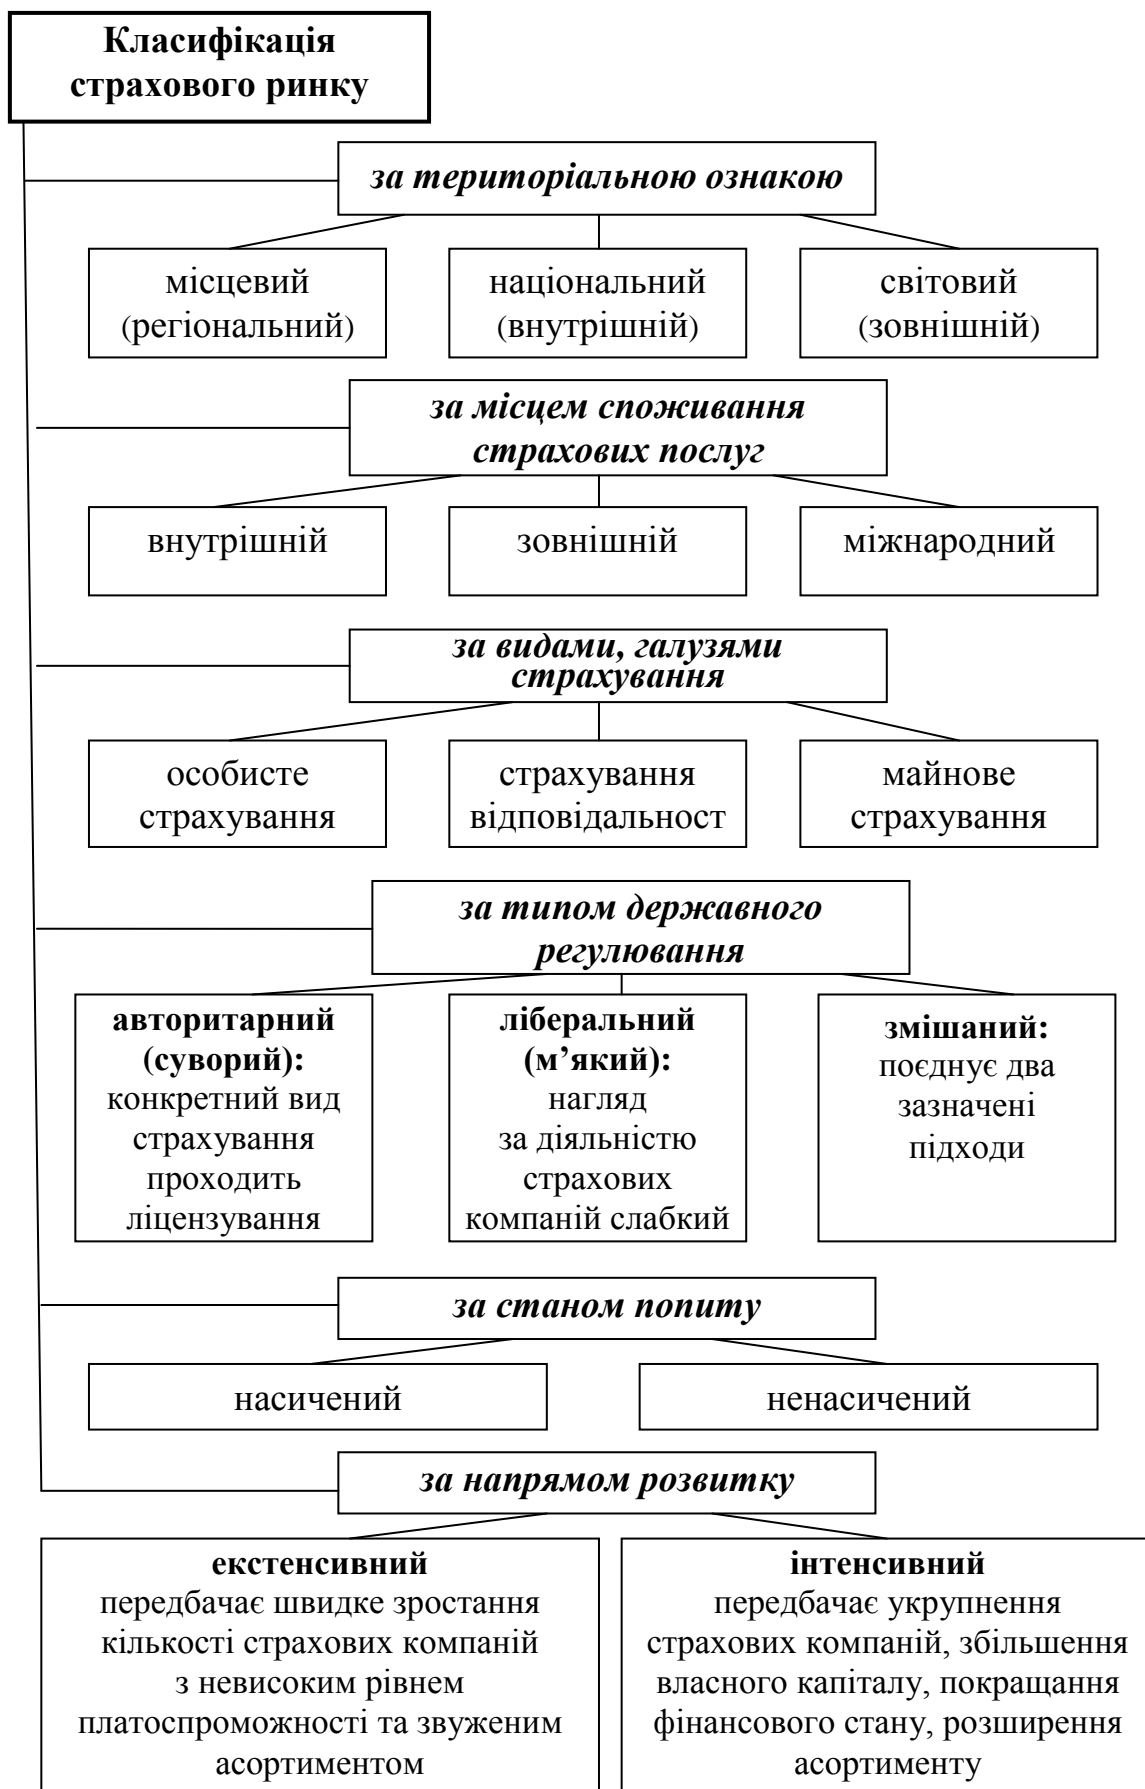 Класифікація
страхового ринку
за територіальною ознакою
місцевий
(регіональний)
національний
(внутрішній)
світовий
(зовнішній)
за місцем споживання
страхових послуг
внутрішній
зовнішній
міжнародний
за видами, галузями
страхування
особисте
страхування
страхування
відповідальност
майнове
страхування
за типом державного
регулювання
авторитарний
(суворий):
конкретний вид
страхування
проходить
ліцензування
ліберальний
(м’який):
нагляд
за діяльністю
страхових
компаній слабкий
змішаний:
поєднує два
зазначені
підходи
за станом попиту
насичений
ненасичений
за напрямом розвитку
екстенсивний
передбачає швидке зростання
кількості страхових компаній
з невисоким рівнем
платоспроможності та звуженим
асортиментом
інтенсивний
передбачає укрупнення
страхових компаній, збільшення
власного капіталу, покращання
фінансового стану, розширення
асортименту